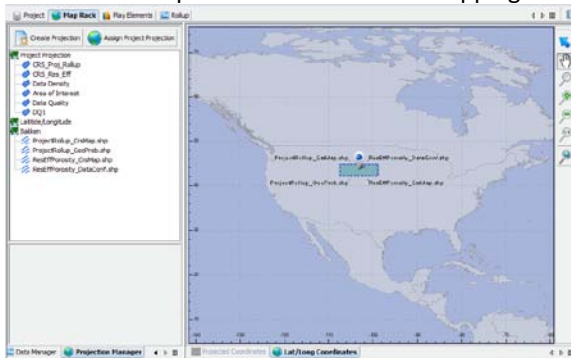 Project Map Rack Play Elements Rollup
Create Projection Assign Project Projection
Project Projection
CRS_Proj_Rollup
CRS_Res_Eff
Data Density
Area of Interest
Data Quality
DQ1
Latitide/Longitude
Bakken
ProjectRollup_CrsMap.shp
ProjectRollup_GeoProb.shp
ResEffPorosity_CrsMap.shp
ResEffPorosity_DataConf.shp
ProjectRollup_CrsMap.shp ResEffPorosity_DataConf.shp
ProjectRollup_GeoProb.shp ResEffPorosity_CrsMap.shp
Data Manager Projection Manager Projected Coordinates Lat/Long Coordinates